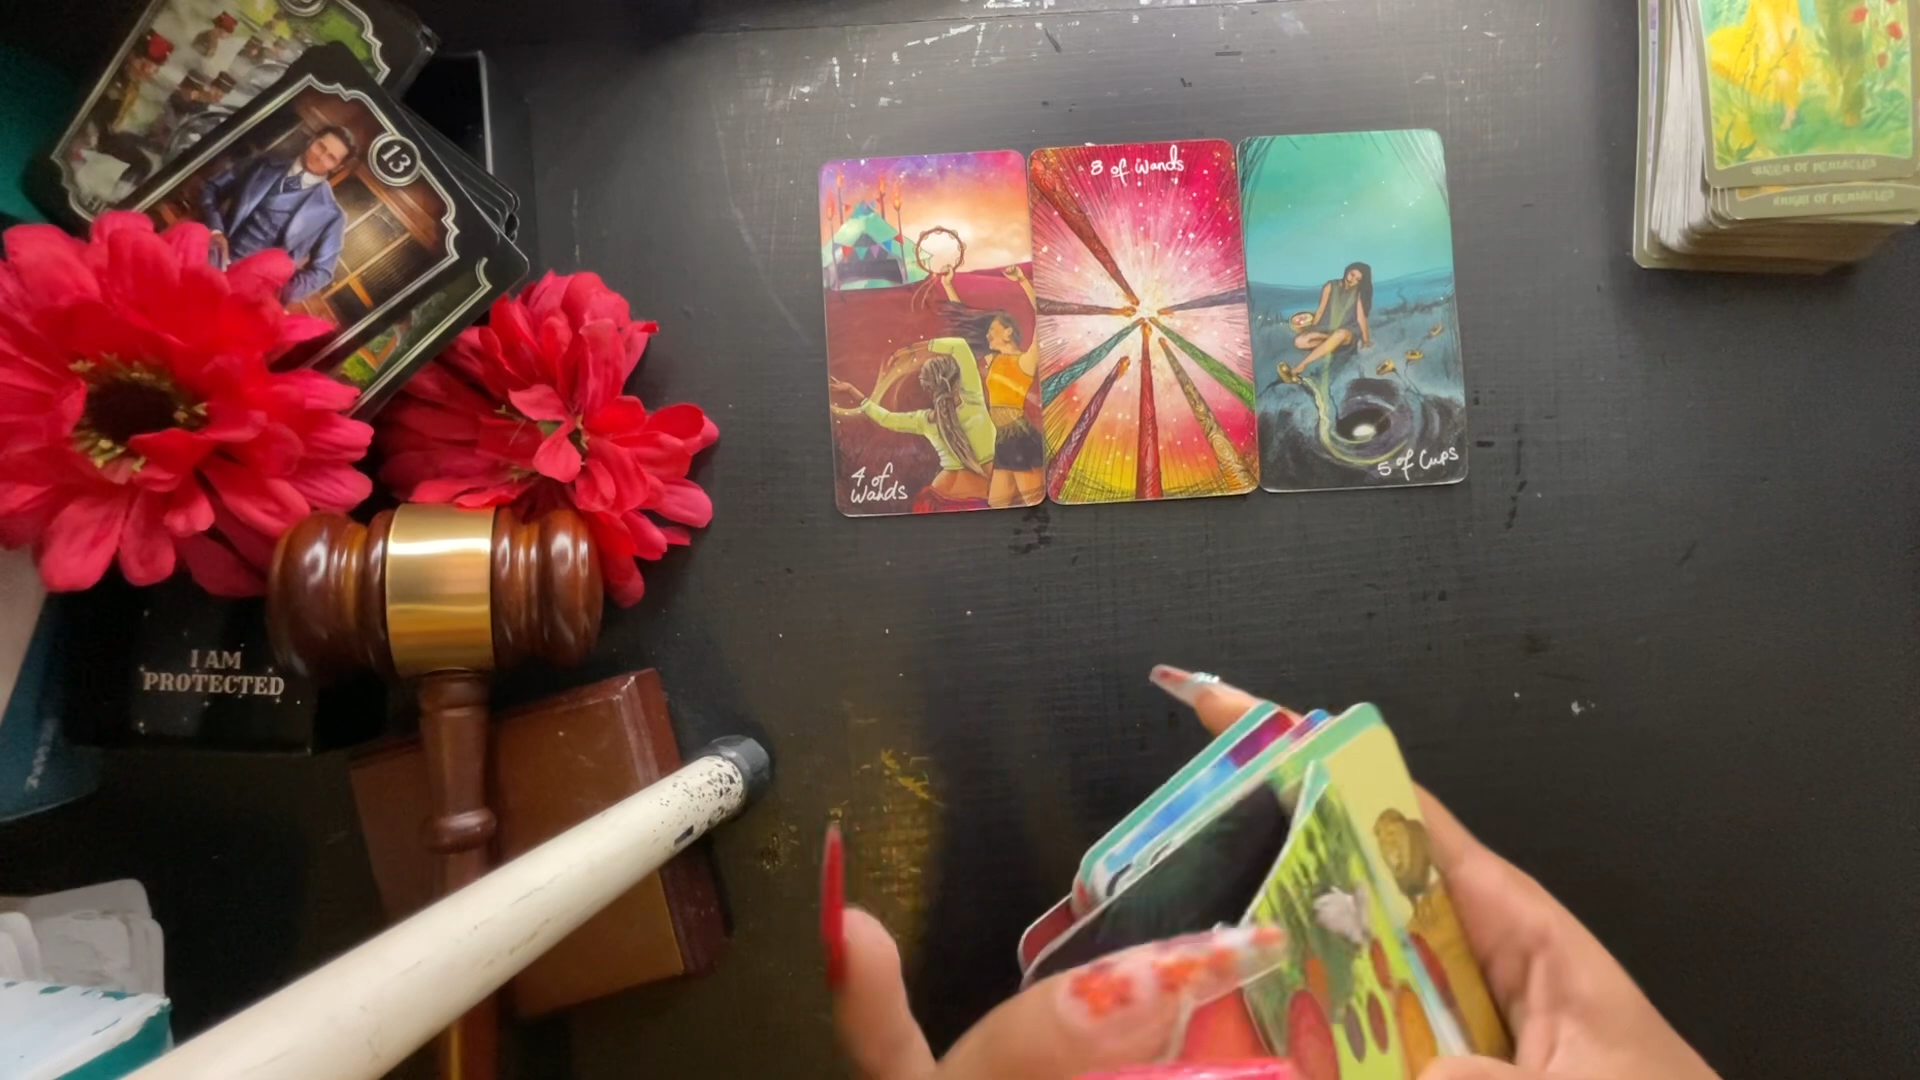 13
8 of Wands
4 of
Wands
5 of Cups
QUEEN OF PENTACLES
KNIGHT OF PENTACLES
I AM
PROTECTED